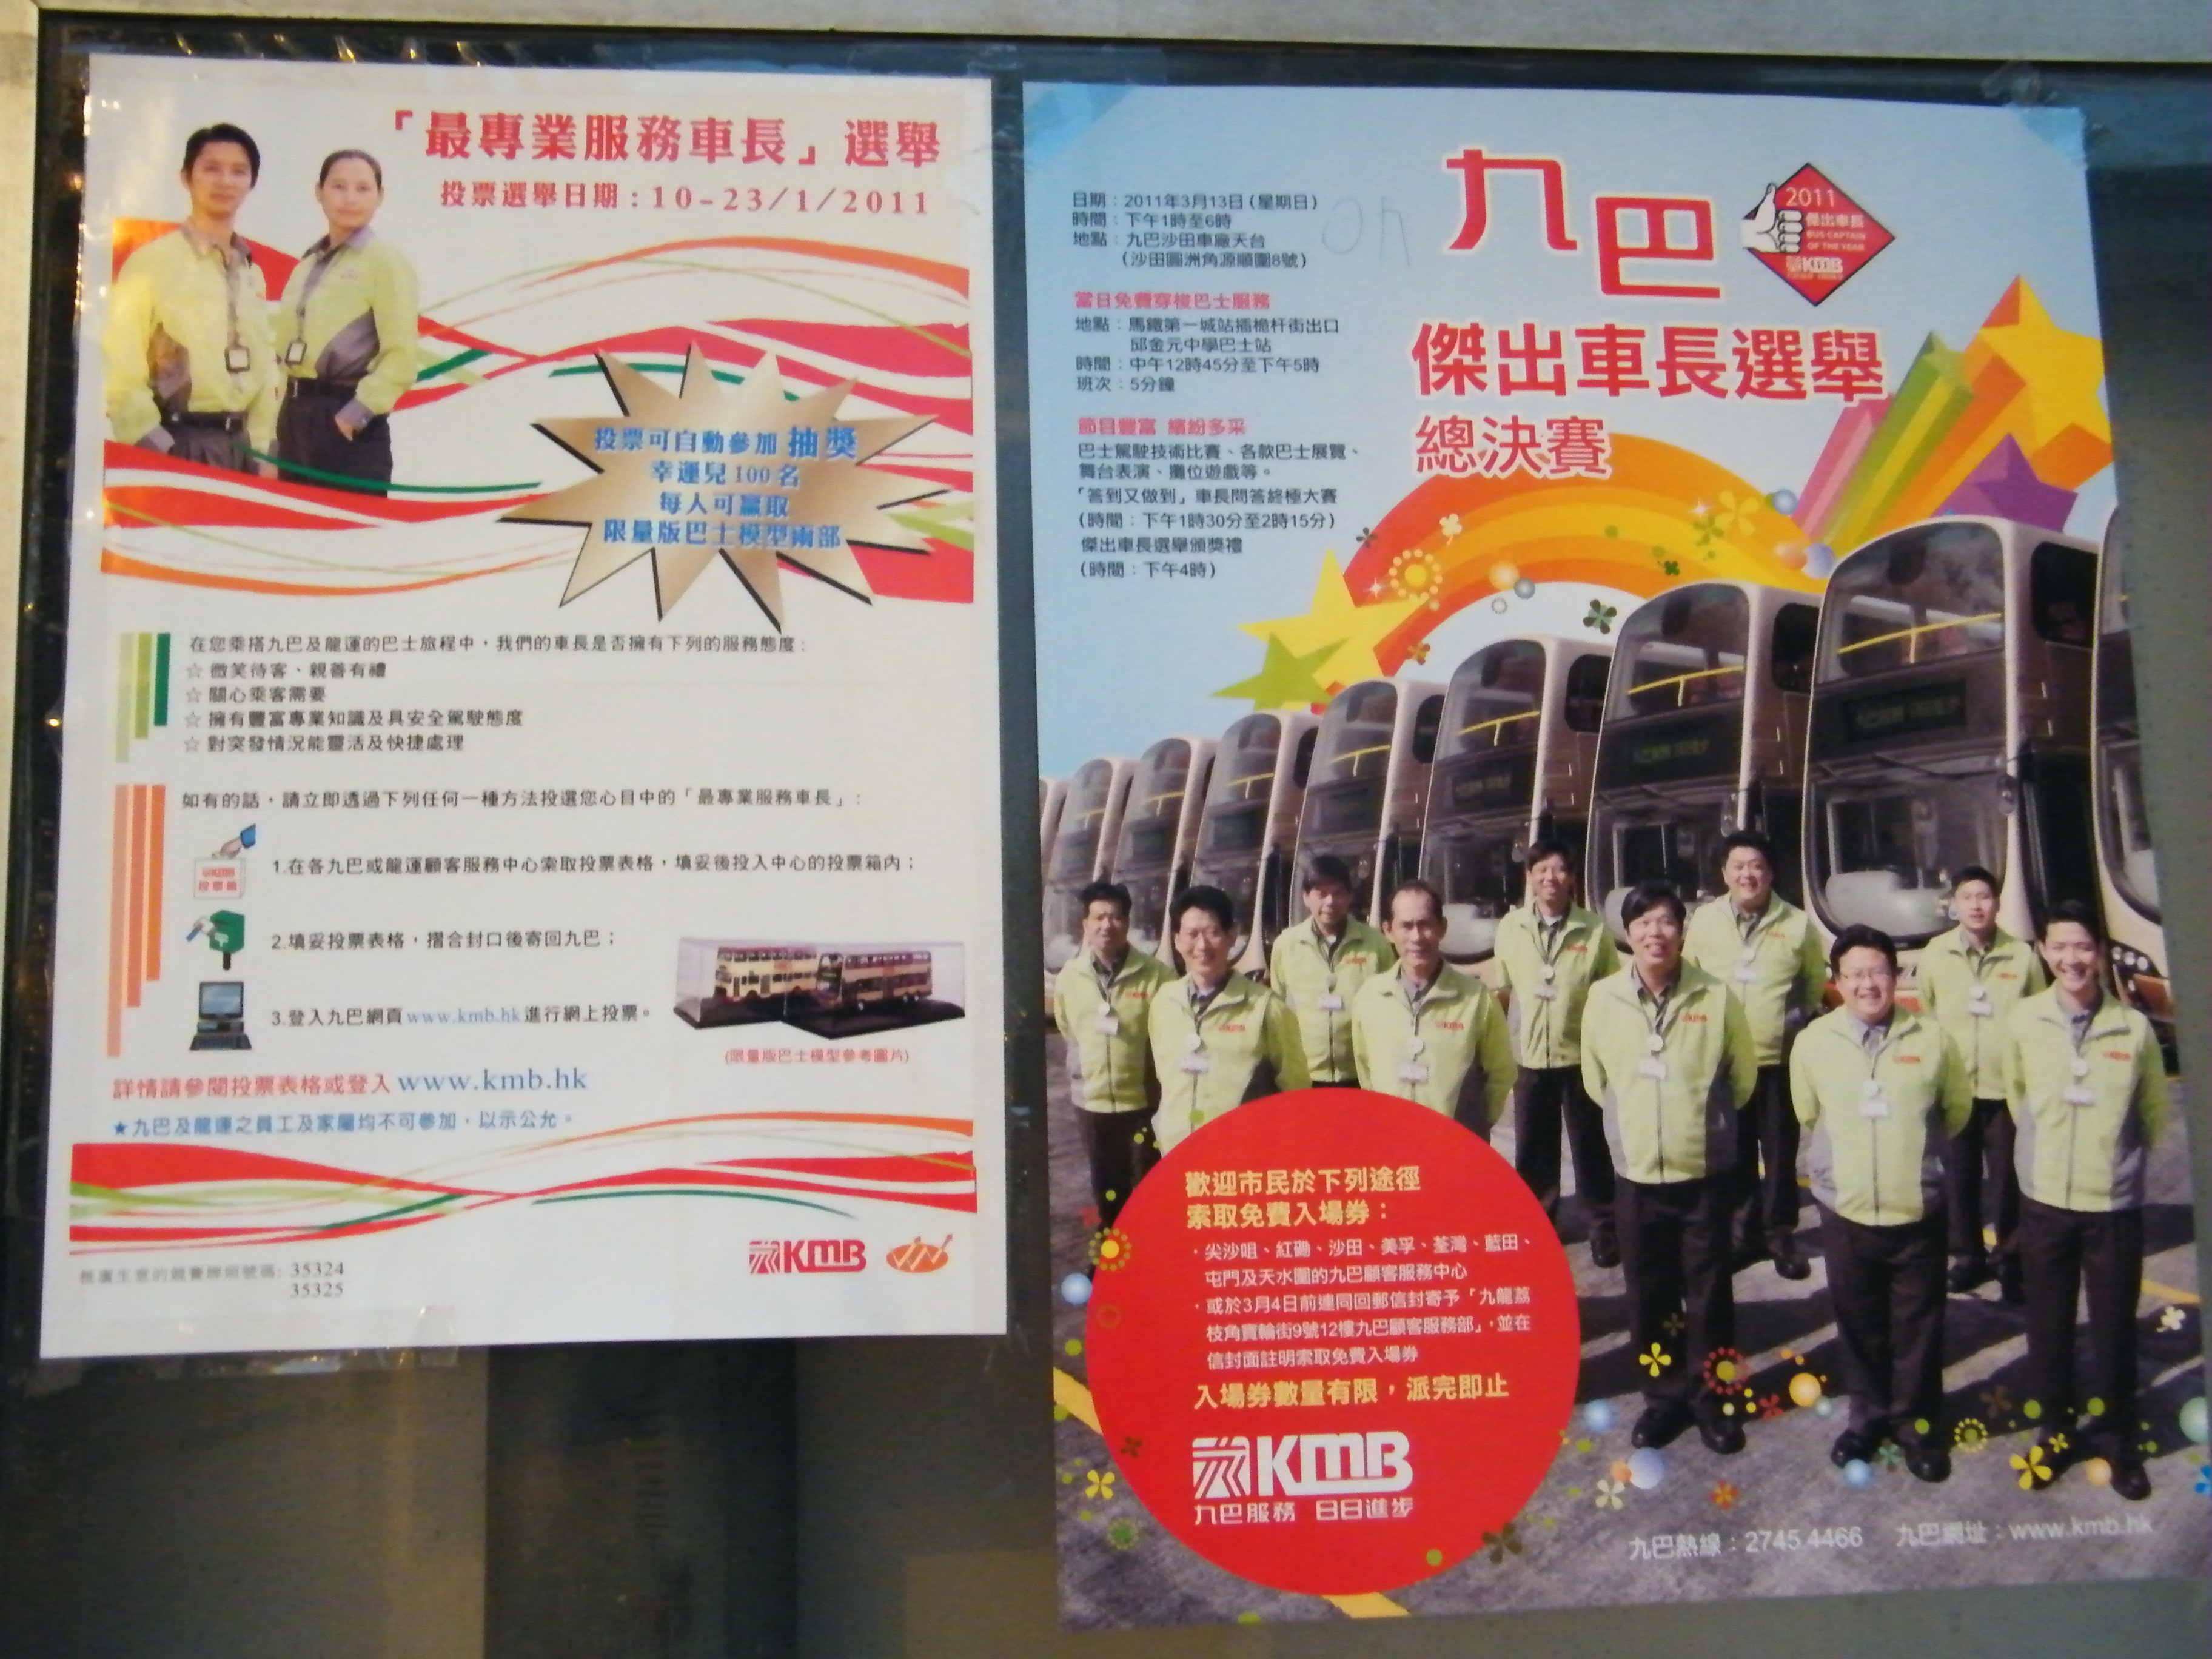 「最專業服務車長」選舉
投票選舉日期：10-23/1/2011
投票可自動參加 抽獎
幸運兒100名
每人可贏取
限量版巴士模型兩部
在您乘搭九巴及龍運的巴士旅程中，我們的車長是否擁有下列的服務態度：
☆ 微笑待客、親善有禮
☆ 關心乘客需要
☆ 擁有豐富專業知識及具安全駕駛態度
☆ 對突發情況能靈活及快捷處理
如有的話，請立即透過下列任何一種方法投選您心目中的「最專業服務車長」：
KMB
投票箱
1.在各九巴或龍運顧客服務中心索取投票表格，填妥後投入中心的投票箱內；
2.填妥投票表格，摺合封口後寄回九巴；
3.登入九巴網頁www.kmb.hk進行網上投票。
(限量版巴士模型參考圖片)
詳情請參閱投票表格或登入 www.kmb.hk
★九巴及龍運之員工及家屬均不可參加，以示公允。
KMB
推廣生意的競賽牌照號碼: 35324
35325
日期：2011年3月13日(星期日)
時間：下午1時至6時
地點：九巴沙田車廠天台
(沙田圓洲角源順圍8號)
當日免費穿梭巴士服務
地點：馬鐵第一城站插桅杆街出口
邱金元中學巴士站
時間：中午12時45分至下午5時
班次：5分鐘
節目豐富 繽紛多采
巴士駕駛技術比賽、各款巴士展覽、
舞台表演、攤位遊戲等。
「答到又做到」車長問答終極大賽
(時間：下午1時30分至2時15分)
傑出車長選舉頒獎禮
(時間：下午4時)
九巴
2011
傑出車長
BUS CAPTAIN
OF THE YEAR
KMB
傑出車長選舉
總決賽
歡迎市民於下列途徑
索取免費入場券：
・尖沙咀、紅磡、沙田、美孚、荃灣、藍田、
屯門及天水圍的九巴顧客服務中心
・或於3月4日前連同回郵信封寄予「九龍荔
枝角寶輪街9號12樓九巴顧客服務部」，並在
信封面註明索取免費入場券
入場券數量有限，派完即止
KMB
九巴服務 日日進步
九巴熱線：2745 4466 九巴網址：www.kmb.hk